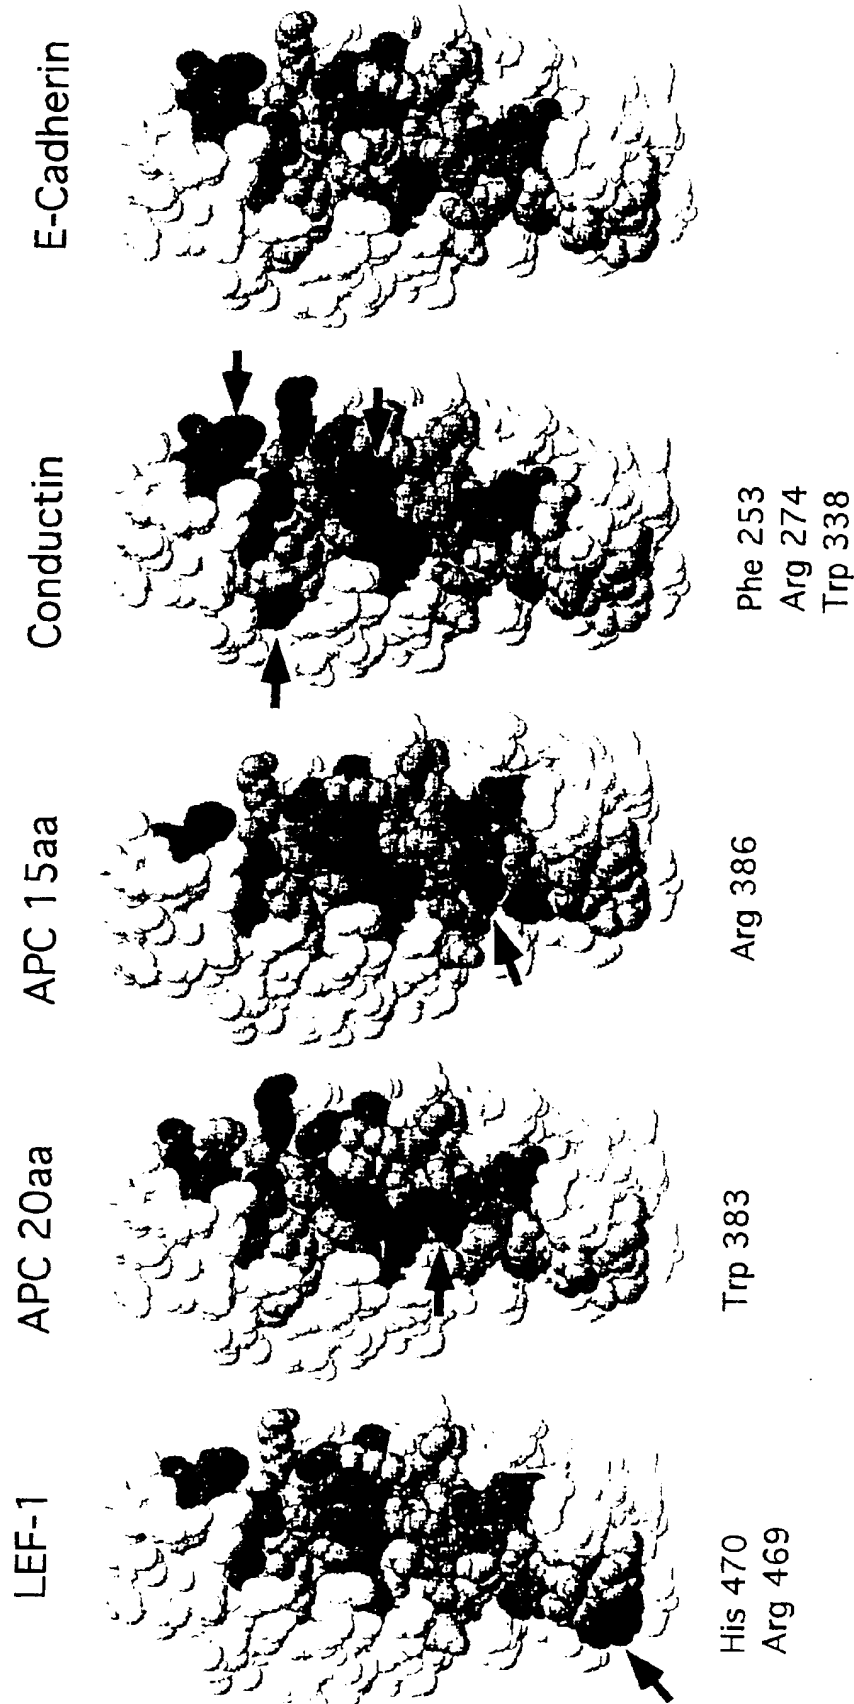 LEF-1
APC 20aa
APC 15aa
Conductin
E-Cadherin
His 470
Arg 469
Trp 383
Arg 386
Phe 253
Arg 274
Trp 338